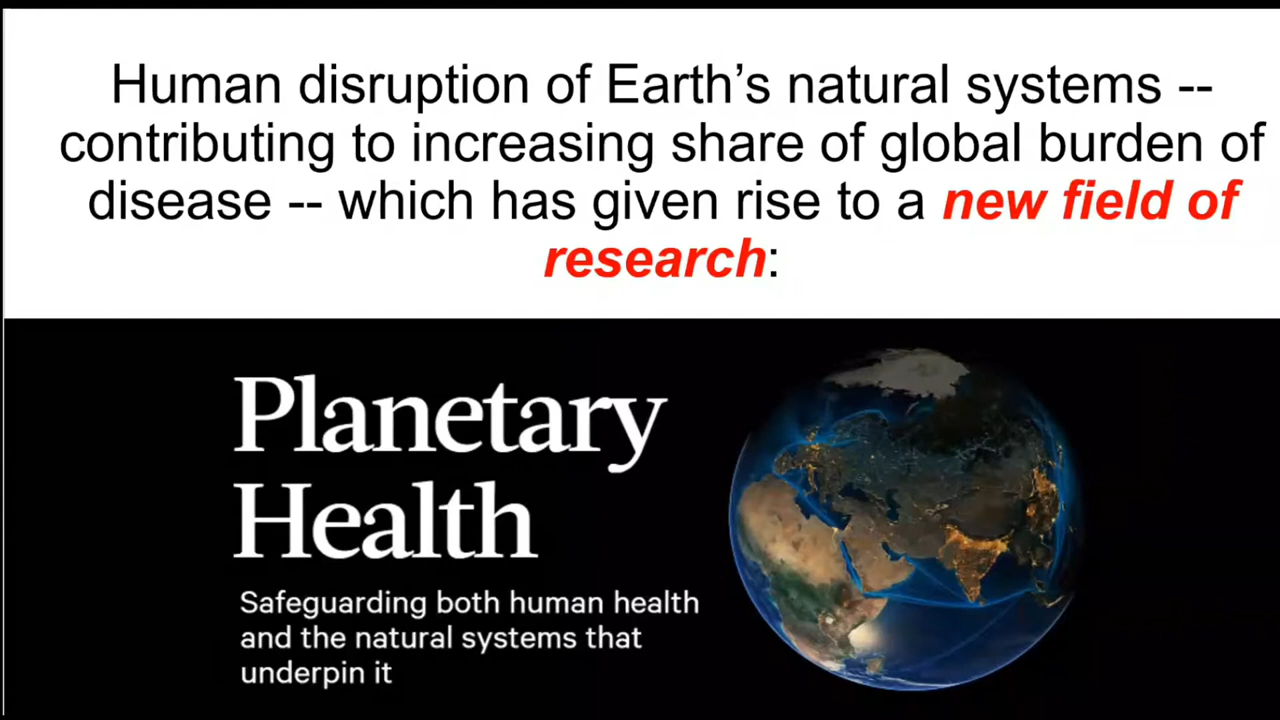 Human disruption of Earth’s natural systems --
contributing to increasing share of global burden of
disease -- which has given rise to a new field of
research:
Planetary
Health
Safeguarding both human health
and the natural systems that
underpin it